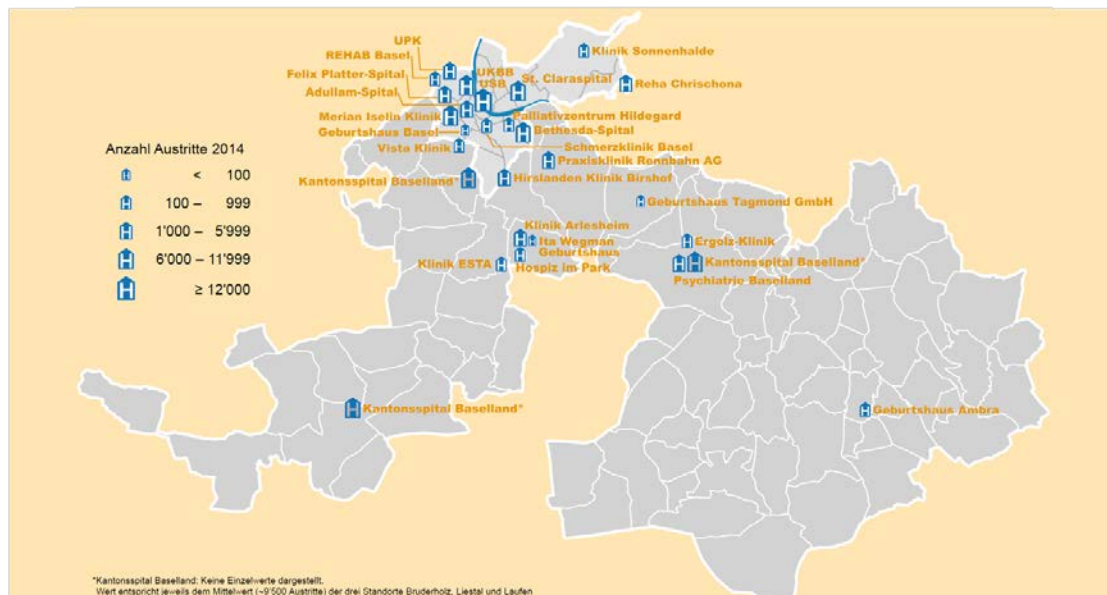 UPK
REHAB Basel
Felix Platter-Spital
Adullam-Spital
Merian Iselin Klinik
Geburtshaus Basel
Vista Klinik
Kantonsspital Baselland*
UKBB
USB
St. Claraspital
Klinik Sonnenhalde
Reha Chrischona
Palliativzentrum Hildegard
Bethesda-Spital
Schmerzklinik Basel
Praxisklinik Rennbahn AG
Hirslanden Klinik Birshof
Geburtshaus Tagmond GmbH
Klinik Arlesheim
Ita Wegman
Geburtshaus
Hospiz im Park
Klinik ESTA
Ergolz-Klinik
Kantonsspital Baselland*
Psychiatrie Baselland
Kantonsspital Baselland*
Geburtshaus Ambra
Anzahl Austritte 2014
H < 100
H 100 – 999
H 1'000 – 5'999
H 6'000 – 11'999
H ≥ 12'000
*Kantonsspital Baselland: Keine Einzelwerte dargestellt.
Wert entspricht jeweils dem Mittelwert (~9'500 Austritte) der drei Standorte Bruderholz, Liestal und Laufen